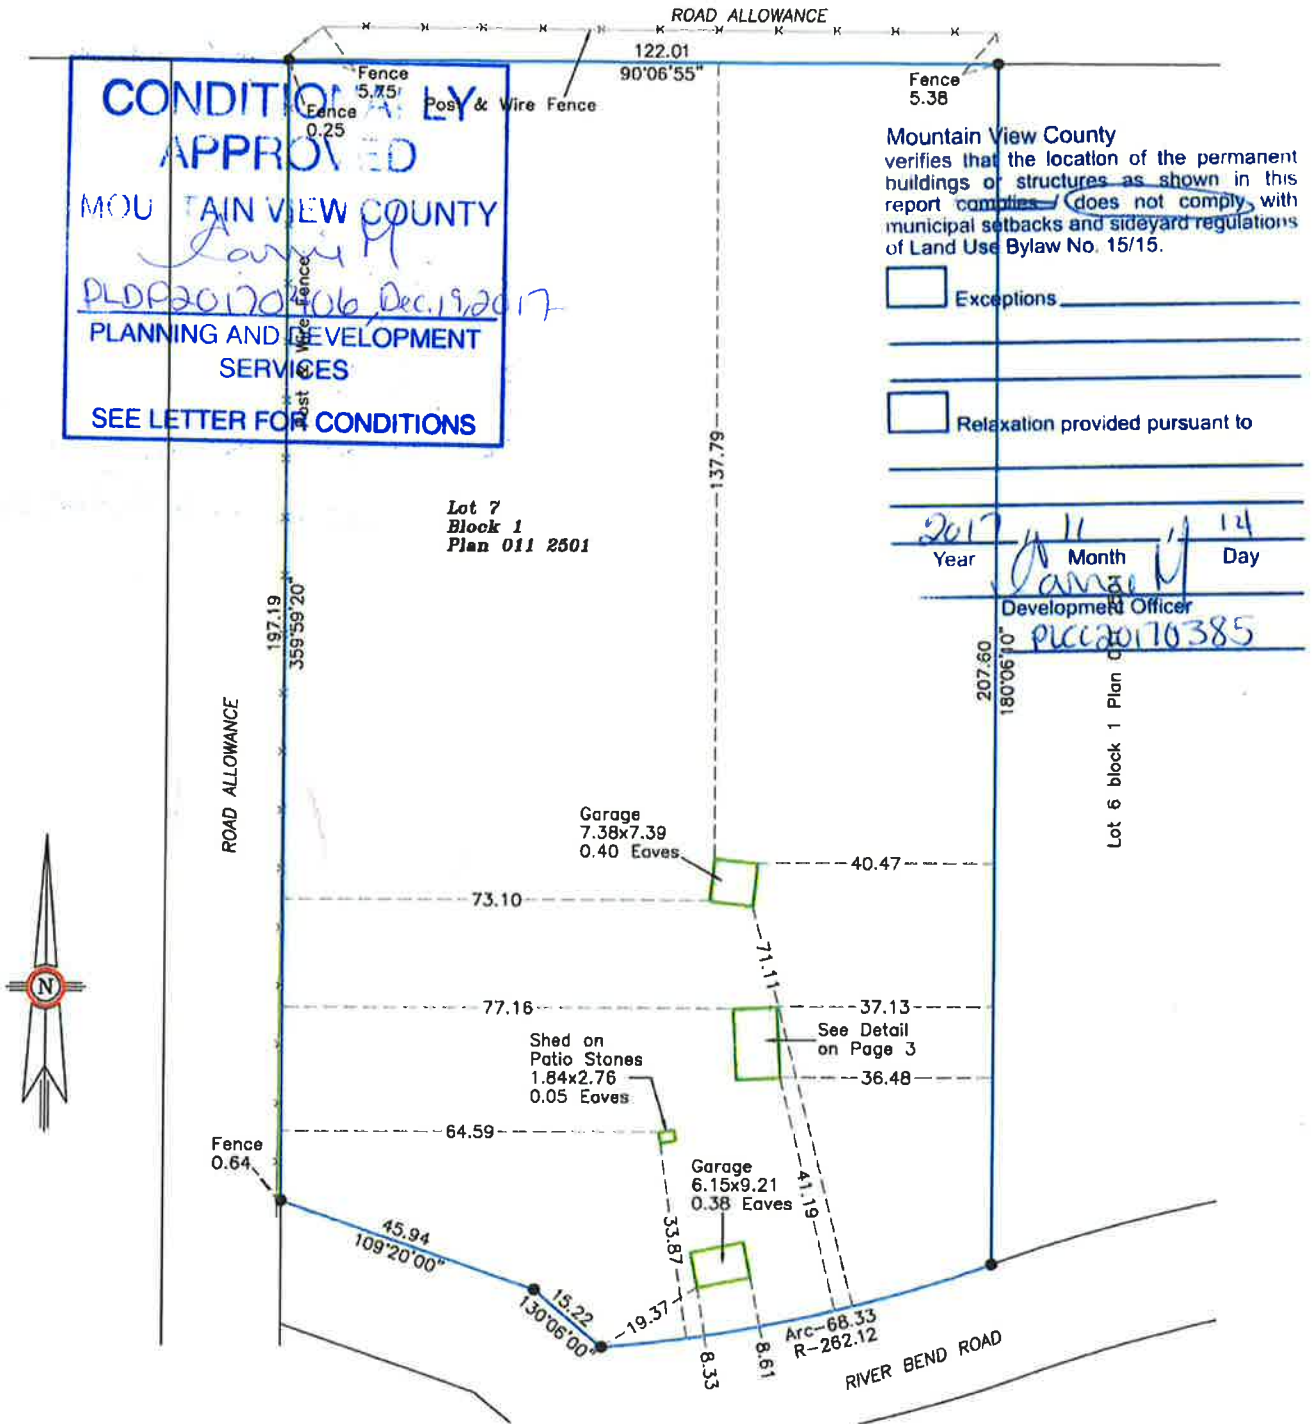 ROAD ALLOWANCE
122.01
90°06'55"
Fence
5.75
Fence
0.25
Post & Wire Fence
Fence
5.38
CONDITIONALLY
APPROVED
MOUNTAIN VIEW COUNTY
Carrie M
PLDP20170406, Dec.19,2017
PLANNING AND DEVELOPMENT
SERVICES
SEE LETTER FOR CONDITIONS
Post & Wire Fence
Mountain View County
verifies that the location of the permanent
buildings or structures as shown in this
report complies / does not comply with
municipal setbacks and sideyard regulations
of Land Use Bylaw No. 15/15.
Exceptions
Relaxation provided pursuant to
2017 / 11 / 14
Year Month Day
Carrie M
Development Officer
PLCC20170385
137.79
Lot 7
Block 1
Plan 011 2501
197.19
359°59'20"
207.60
180°06'10"
Lot 6 block 1 Plan
ROAD ALLOWANCE
Garage
7.38x7.39
0.40 Eaves
40.47
73.10
71.11
N
77.16
37.13
See Detail
on Page 3
Shed on
Patio Stones
1.84x2.76
0.05 Eaves
36.48
64.59
Fence
0.64
Garage
6.15x9.21
0.38 Eaves
41.19
33.87
45.94
109°20'00"
15.22
130°06'00"
19.37
8.33
8.61
Arc-68.33
R-262.12
RIVER BEND ROAD